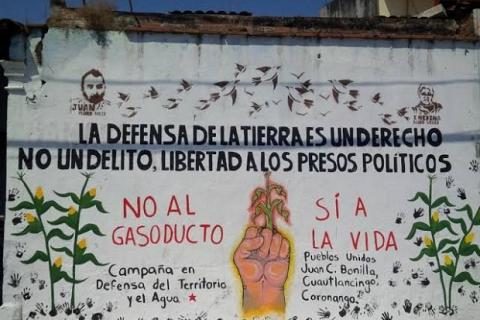 JUAN
LA DEFENSA DE LA TIERRA ES UN DERECHO
NO UN DELITO, LIBERTAD A LOS PRESOS POLÍTICOS
NO AL
GASODUCTO
Campaña en
Defensa del Territorio
y el Agua
SÍ A
LA VIDA
Pueblos Unidos
Juan C. Bonilla,
Cuautlancingo,
Coronango.